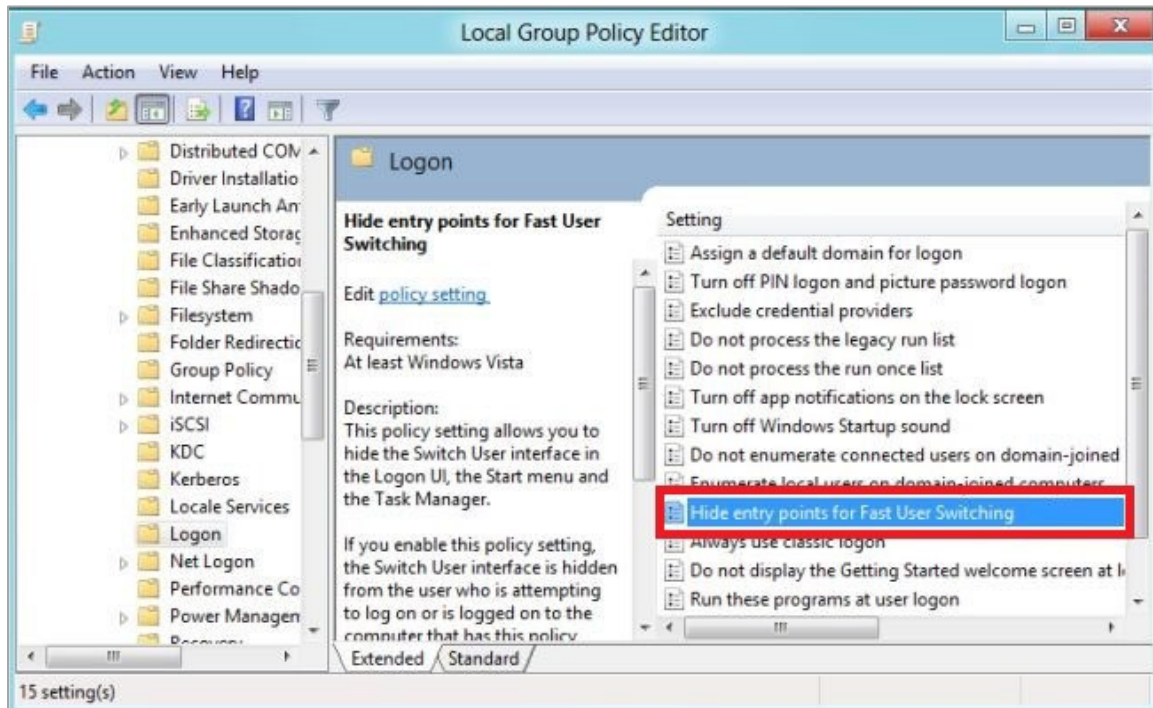 Local Group Policy Editor
File Action View Help
Distributed COM
Driver Installatio
Early Launch An
Enhanced Storag
File Classification
File Share Shado
Filesystem
Folder Redirectic
Group Policy
Internet Commu
iSCSI
KDC
Kerberos
Locale Services
Logon
Net Logon
Performance Co
Power Managem
Recovery
Logon
Hide entry points for Fast User
Switching
Edit policy setting
Requirements:
At least Windows Vista
Description:
This policy setting allows you to
hide the Switch User interface in
the Logon UI, the Start menu and
the Task Manager.
If you enable this policy setting,
the Switch User interface is hidden
from the user who is attempting
to log on or is logged on to the
computer that has this policy
Setting
Assign a default domain for logon
Turn off PIN logon and picture password logon
Exclude credential providers
Do not process the legacy run list
Do not process the run once list
Turn off app notifications on the lock screen
Turn off Windows Startup sound
Do not enumerate connected users on domain-joined
Enumerate local users on domain-joined computers
Hide entry points for Fast User Switching
Always use classic logon
Do not display the Getting Started welcome screen at l
Run these programs at user logon
Extended Standard
15 setting(s)